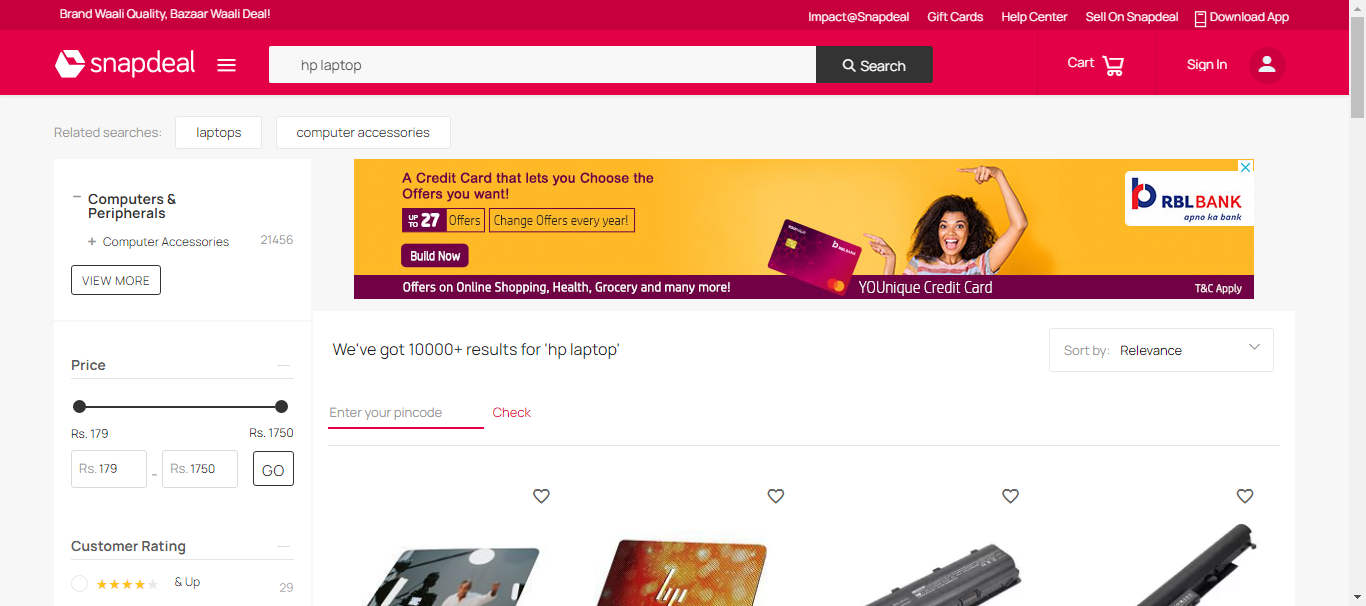 Brand Waali Quality, Bazaar Waali Deal!
Impact@Snapdeal Gift Cards Help Center Sell On Snapdeal Download App
snapdeal
hp laptop
Search
Cart
Sign In
Related searches: laptops computer accessories
Computers &
Peripherals
Computer Accessories 21456
VIEW MORE
A Credit Card that lets you Choose the
Offers you want!
UP TO 27 Offers Change Offers every year!
Build Now
Offers on Online Shopping, Health, Grocery and many more!
YOUnique Credit Card
T&C Apply
RBLBANK
apno ka bank
RBLBANK
Price
Rs. 179 Rs. 1750
Rs. 179 - Rs. 1750 GO
Customer Rating
& Up 29
We've got 10000+ results for 'hp laptop'
Sort by: Relevance
Enter your pincode Check